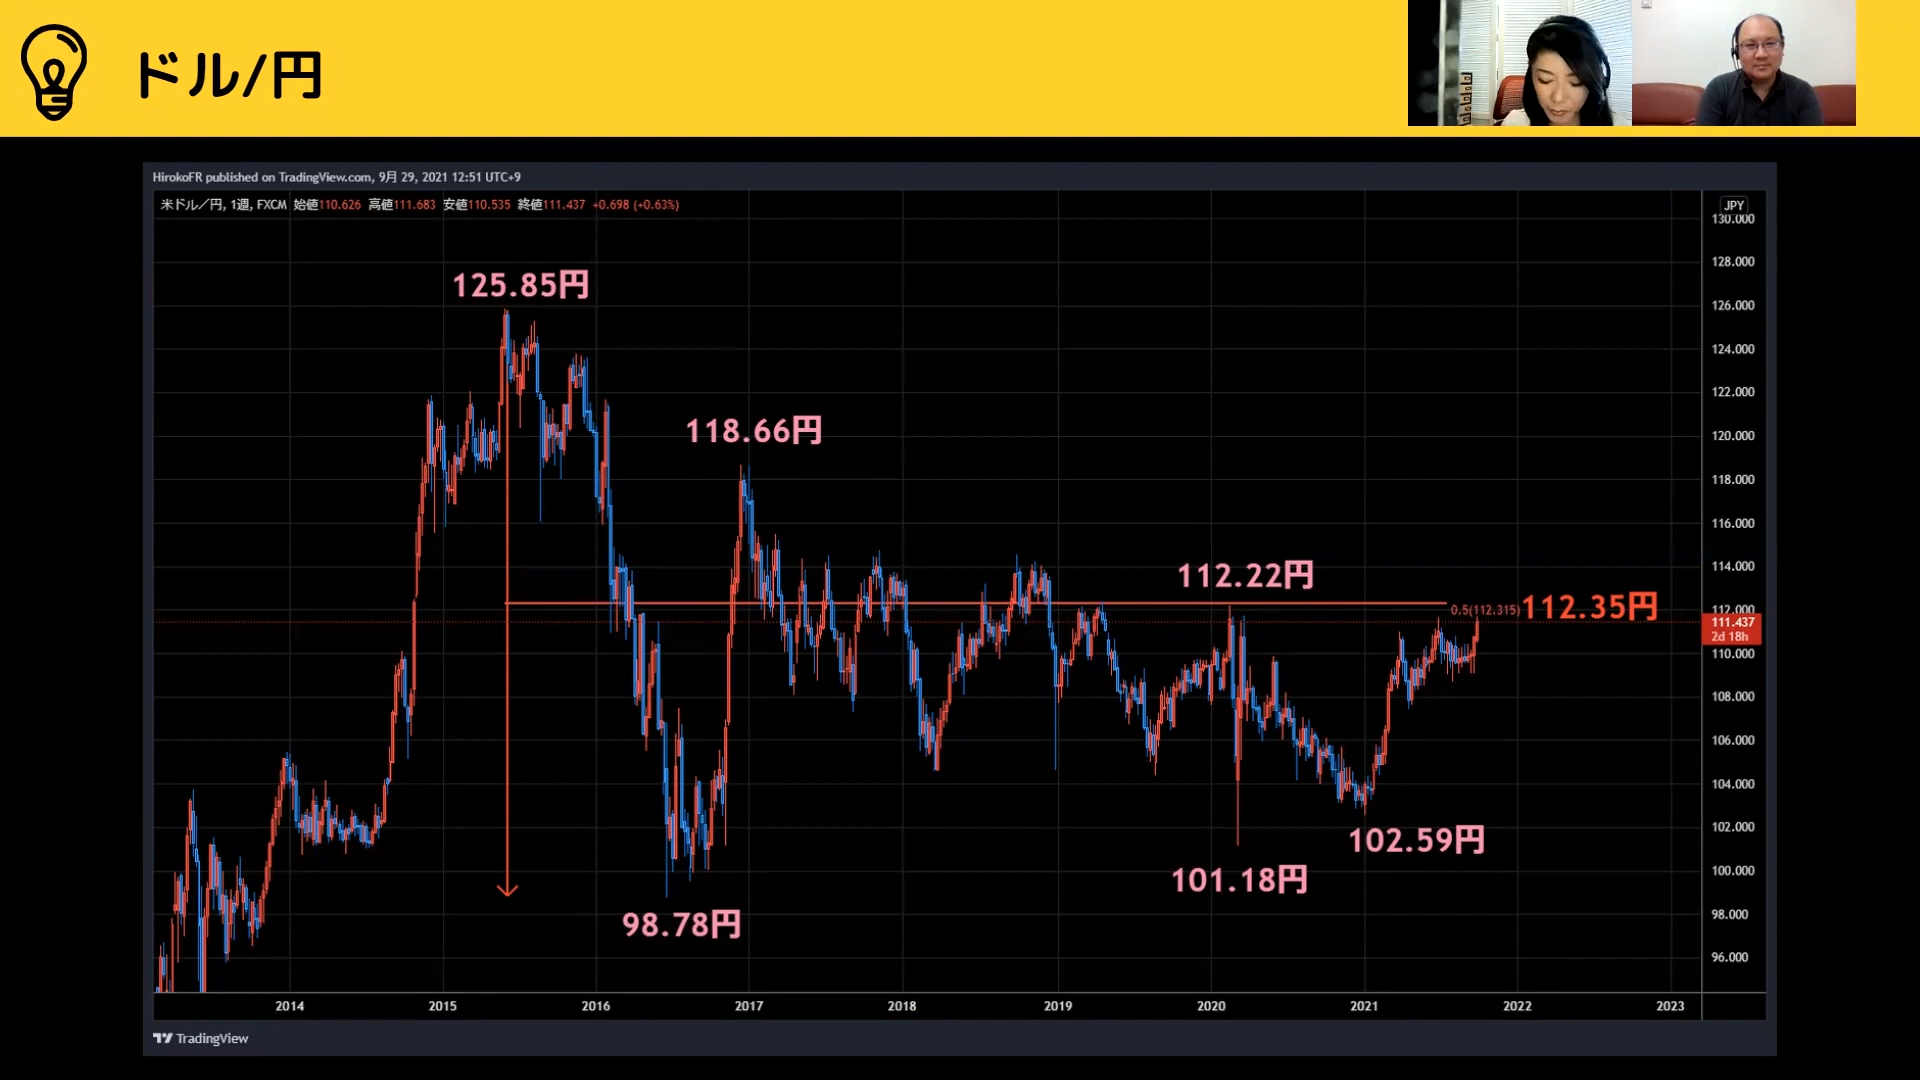 ドル/円
HirokoFR published on TradingView.com, 9月 29, 2021 12:51 UTC+9
米ドル／円, 1週, FXCM 始値110.626 高値111.683 安値110.535 終値111.437 +0.698 (+0.63%)
JPY
130.000
128.000
125.85円
126.000
124.000
122.000
118.66円
120.000
118.000
116.000
112.22円
114.000
0.5(112.315)
112.35円
112.000
111.437
2d 18h
110.000
108.000
106.000
104.000
102.59円
102.000
101.18円
100.000
98.78円
98.000
96.000
2014 2015 2016 2017 2018 2019 2020 2021 2022 2023
TradingView